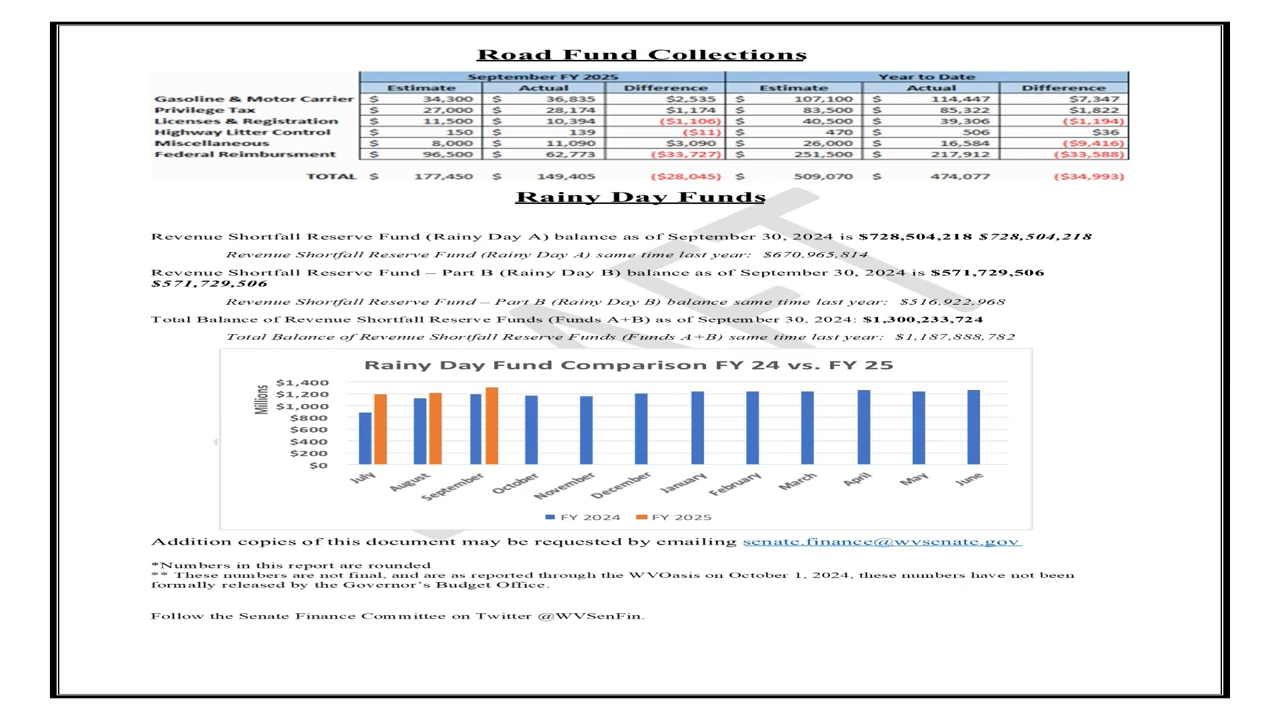 Road Fund Collections
September FY 2025 Year to Date
Estimate Actual Difference Estimate Actual Difference
Gasoline & Motor Carrier $ 34,300 $ 36,835 $2,535 $ 107,100 $ 114,447 $7,347
Privilege Tax $ 27,000 $ 28,174 $1,174 $ 83,500 $ 85,322 $1,822
Licenses & Registration $ 11,500 $ 10,394 ($1,106) $ 40,500 $ 39,306 ($1,194)
Highway Litter Control $ 150 $ 139 ($11) $ 470 $ 506 $36
Miscellaneous $ 8,000 $ 11,090 $3,090 $ 26,000 $ 16,584 ($9,416)
Federal Reimbursment $ 96,500 $ 62,773 ($33,727) $ 251,500 $ 217,912 ($33,588)
TOTAL $ 177,450 $ 149,405 ($28,045) $ 509,070 $ 474,077 ($34,993)
Rainy Day Funds
Revenue Shortfall Reserve Fund (Rainy Day A) balance as of September 30, 2024 is $728,504,218 $728,504,218
Revenue Shortfall Reserve Fund (Rainy Day A) same time last year: $670,965,814
Revenue Shortfall Reserve Fund – Part B (Rainy Day B) balance as of September 30, 2024 is $571,729,506
$571,729,506
Revenue Shortfall Reserve Fund – Part B (Rainy Day B) balance same time last year: $516,922,968
Total Balance of Revenue Shortfall Reserve Funds (Funds A+B) as of September 30, 2024: $1,300,233,724
Total Balance of Revenue Shortfall Reserve Funds (Funds A+B) same time last year: $1,187,888,782
Rainy Day Fund Comparison FY 24 vs. FY 25
Millions
$1,400
$1,200
$1,000
$800
$600
$400
$200
$0
July August September October November December January February March April May June
FY 2024 FY 2025
Addition copies of this document may be requested by emailing senate.finance@wvsenate.gov
*Numbers in this report are rounded
** These numbers are not final, and are as reported through the WVOasis on October 1, 2024, these numbers have not been
formally released by the Governor's Budget Office.
Follow the Senate Finance Committee on Twitter @WVSenFin.